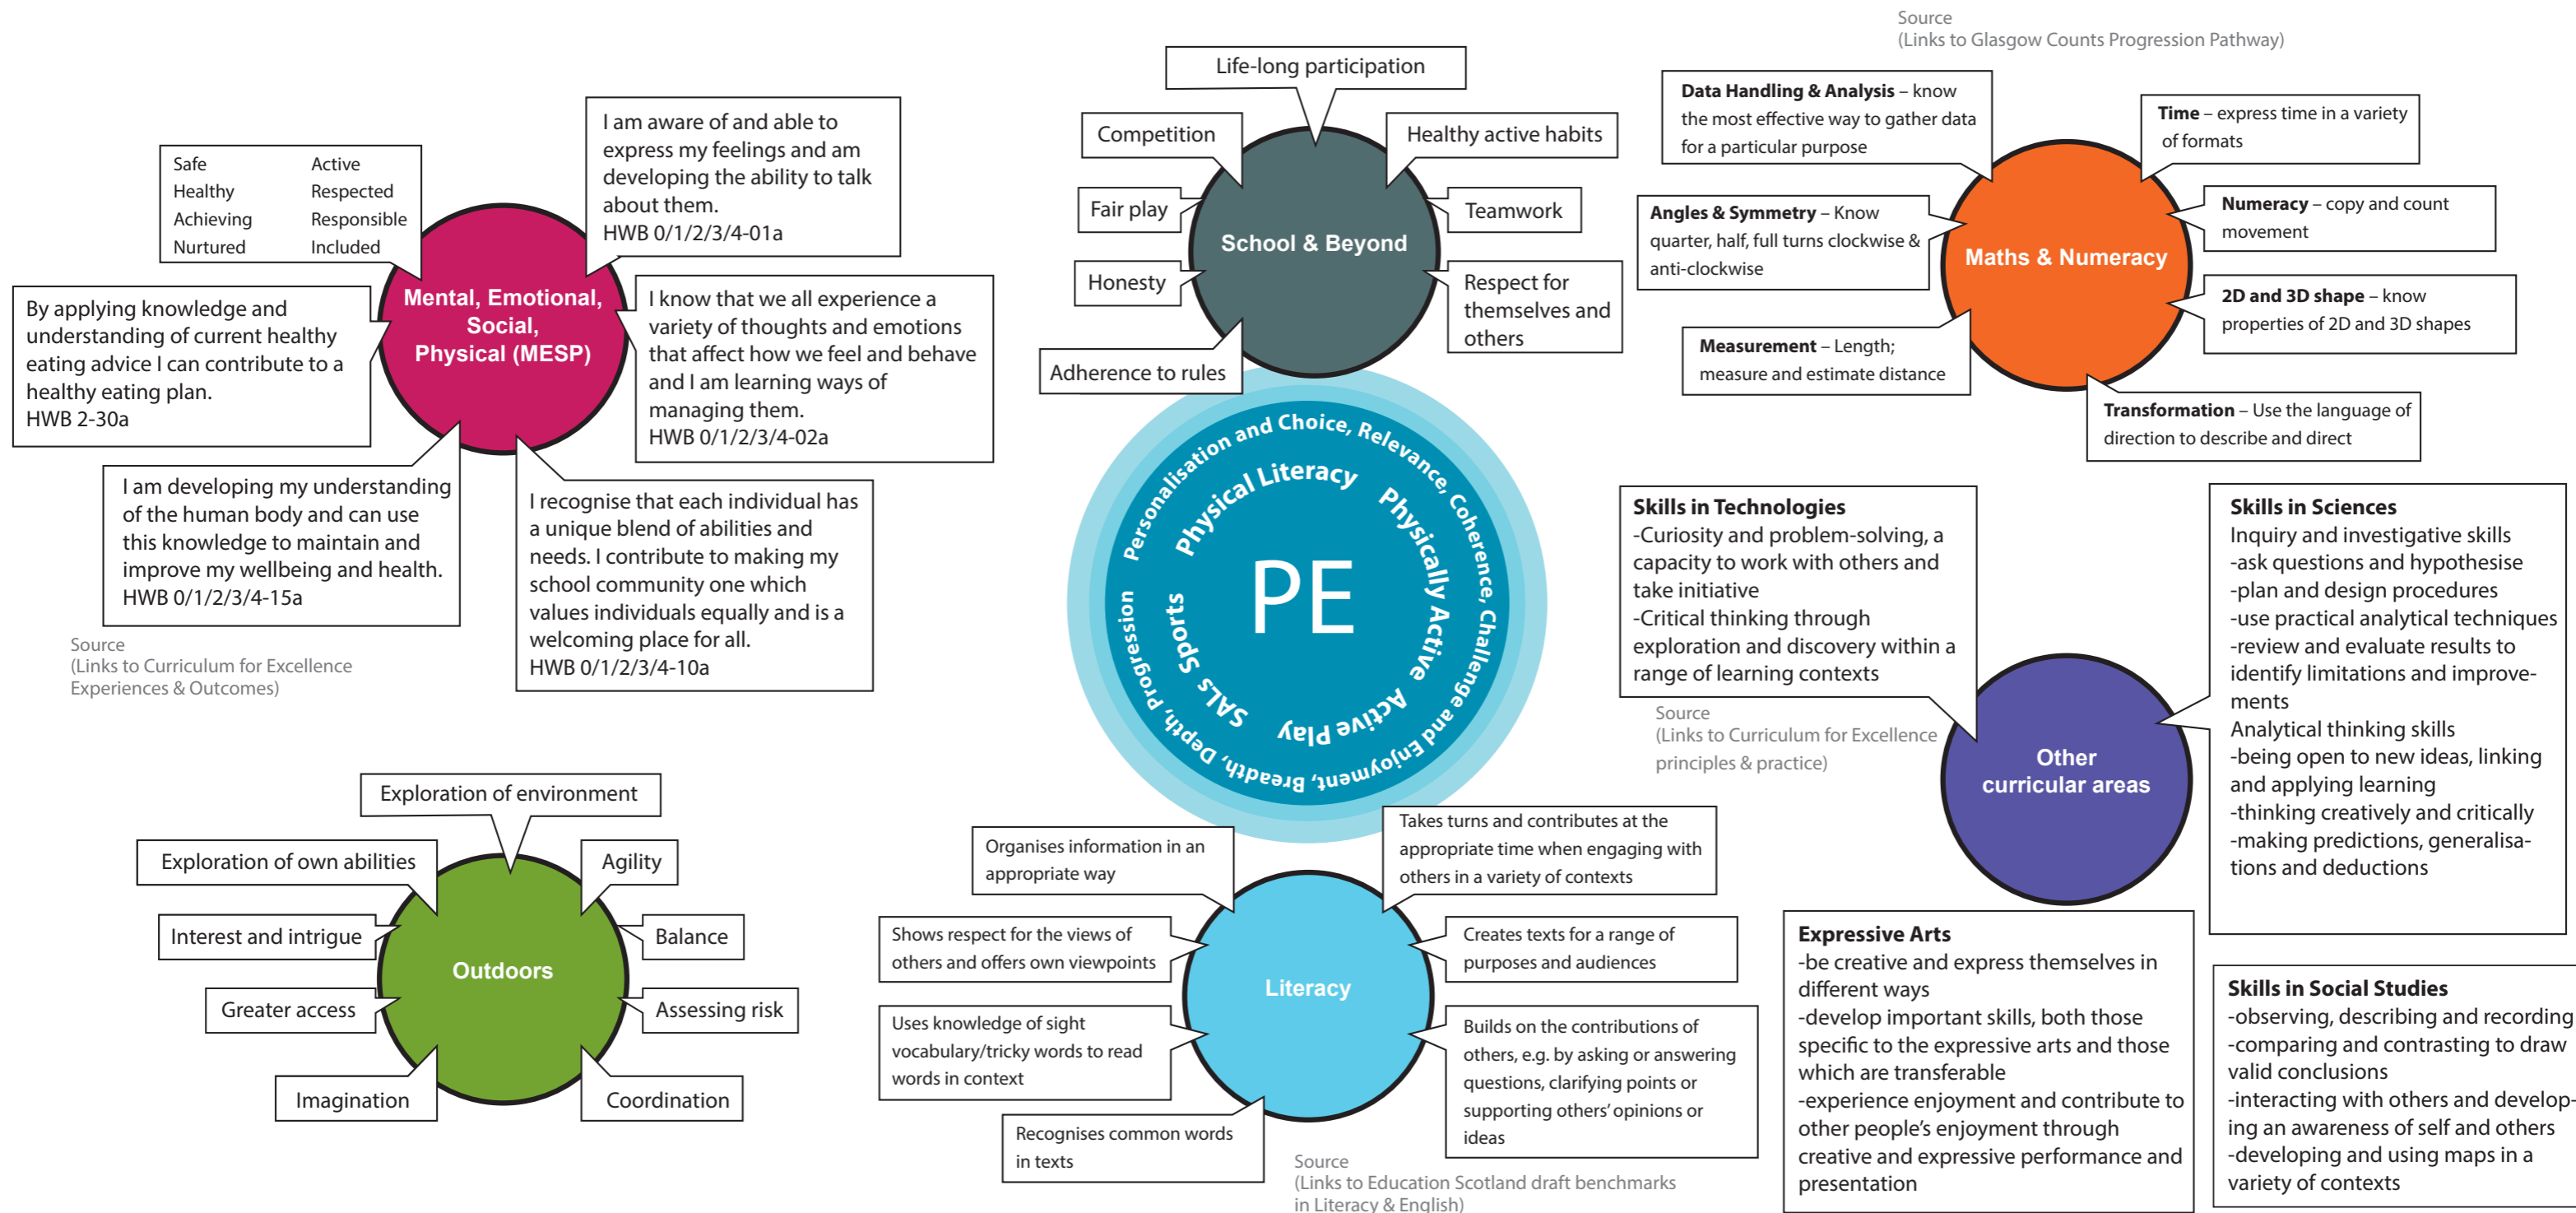 Source
(Links to Glasgow Counts Progression Pathway)
Safe
Healthy
Achieving
Nurtured
Active
Respected
Responsible
Included
I am aware of and able to
express my feelings and am
developing the ability to talk
about them.
HWB 0/1/2/3/4-01a
By applying knowledge and
understanding of current healthy
eating advice I can contribute to a
healthy eating plan.
HWB 2-30a
Mental, Emotional,
Social,
Physical (MESP)
I know that we all experience a
variety of thoughts and emotions
that affect how we feel and behave
and I am learning ways of
managing them.
HWB 0/1/2/3/4-02a
I am developing my understanding
of the human body and can use
this knowledge to maintain and
improve my wellbeing and health.
HWB 0/1/2/3/4-15a
I recognise that each individual has
a unique blend of abilities and
needs. I contribute to making my
school community one which
values individuals equally and is a
welcoming place for all.
HWB 0/1/2/3/4-10a
Source
(Links to Curriculum for Excellence
Experiences & Outcomes)
Life-long participation
Competition
Healthy active habits
Fair play
Teamwork
School & Beyond
Honesty
Respect for
themselves and
others
Adherence to rules
Data Handling & Analysis – know
the most effective way to gather data
for a particular purpose
Time – express time in a variety
of formats
Angles & Symmetry – Know
quarter, half, full turns clockwise &
anti-clockwise
Numeracy – copy and count
movement
Maths & Numeracy
2D and 3D shape – know
properties of 2D and 3D shapes
Measurement – Length;
measure and estimate distance
Transformation – Use the language of
direction to describe and direct
Personalisation and Choice, Relevance, Coherence, Challenge and Enjoyment, Breadth, Depth, Progression
Physical Literacy
Physically Active
Active Play
SALs Sports
PE
Skills in Technologies
-Curiosity and problem-solving, a
capacity to work with others and
take initiative
-Critical thinking through
exploration and discovery within a
range of learning contexts
Source
(Links to Curriculum for Excellence
principles & practice)
Skills in Sciences
Inquiry and investigative skills
-ask questions and hypothesise
-plan and design procedures
-use practical analytical techniques
-review and evaluate results to
identify limitations and improve-
ments
Analytical thinking skills
-being open to new ideas, linking
and applying learning
-thinking creatively and critically
-making predictions, generalisa-
tions and deductions
Other
curricular areas
Expressive Arts
-be creative and express themselves in
different ways
-develop important skills, both those
specific to the expressive arts and those
which are transferable
-experience enjoyment and contribute to
other people's enjoyment through
creative and expressive performance and
presentation
Skills in Social Studies
-observing, describing and recording
-comparing and contrasting to draw
valid conclusions
-interacting with others and develop-
ing an awareness of self and others
-developing and using maps in a
variety of contexts
Exploration of environment
Exploration of own abilities
Agility
Interest and intrigue
Balance
Outdoors
Greater access
Assessing risk
Imagination
Coordination
Organises information in an
appropriate way
Takes turns and contributes at the
appropriate time when engaging with
others in a variety of contexts
Shows respect for the views of
others and offers own viewpoints
Creates texts for a range of
purposes and audiences
Literacy
Uses knowledge of sight
vocabulary/tricky words to read
words in context
Builds on the contributions of
others, e.g. by asking or answering
questions, clarifying points or
supporting others' opinions or
ideas
Recognises common words
in texts
Source
(Links to Education Scotland draft benchmarks
in Literacy & English)